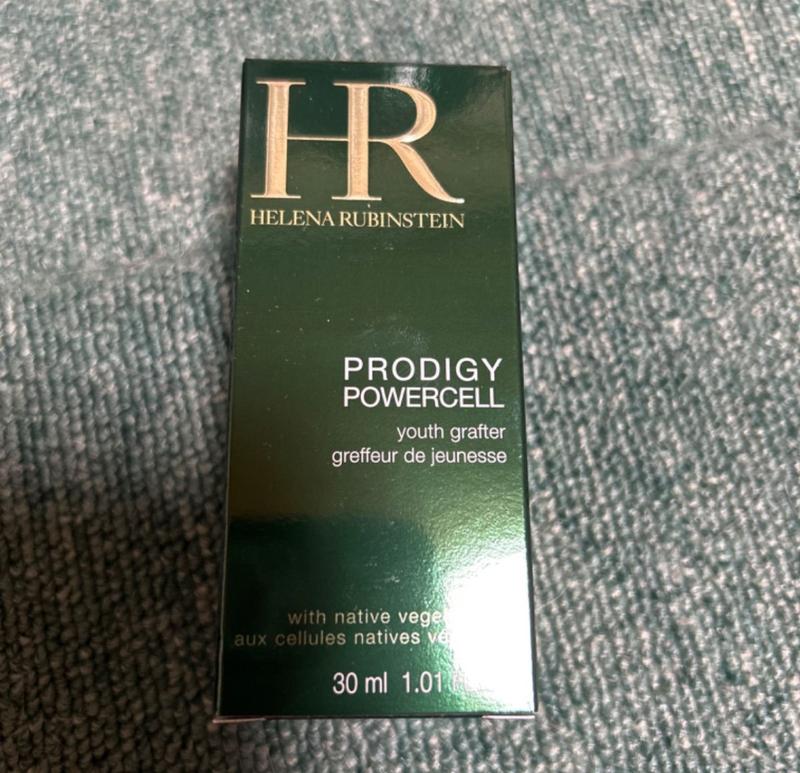 HR
HELENA RUBINSTEIN
PRODIGY
POWERCELL
youth grafter
greffeur de jeunesse
with native
aux cellules natives
30 ml 1.01